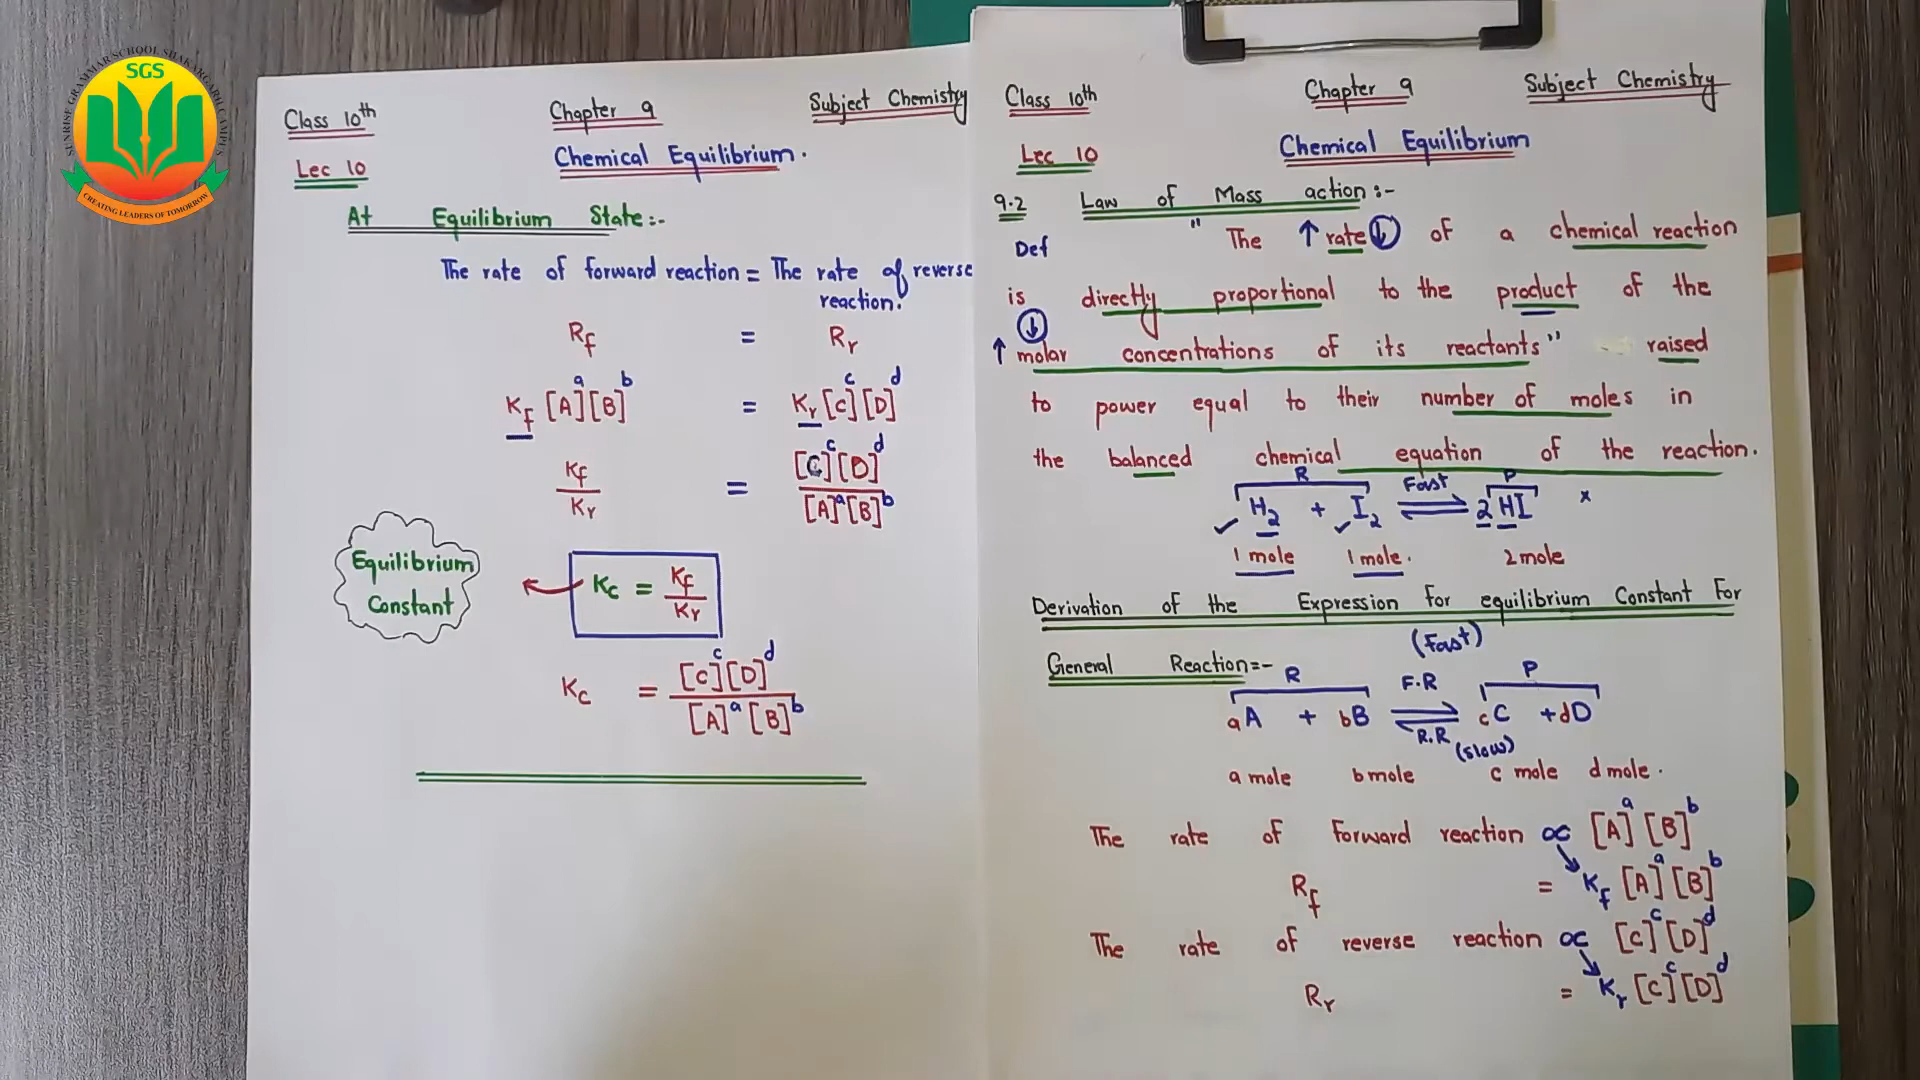 SUNRISE GRAMMAR SCHOOL SHAKARGARH CAMPUS
SGS
CREATING LEADERS OF TOMORROW
Class 10th Chapter 9 Subject Chemistry
Lec 10 Chemical Equilibrium.
At Equilibrium State:-
The rate of forward reaction = The rate of reverse
reaction.
Rf = Rr
Kf [A]^a [B]^b = Kr [C]^c [D]^d
Kf / Kr = [C]^c [D]^d / [A]^a [B]^b
Equilibrium
Constant
Kc = Kf / Kr
Kc = [C]^c [D]^d / [A]^a [B]^b
Class 10th Chapter 9 Subject Chemistry
Lec 10 Chemical Equilibrium
9.2 Law of Mass action:-
Def " The ↑ rate ↓ of a chemical reaction
is directly proportional to the product of the
↓
↑ molar concentrations of its reactants" raised
to power equal to their number of moles in
the balanced chemical equation of the reaction.
R Fast P
✓ H2 + ✓ I2 ⇌ 2HI x
1 mole 1 mole. 2 mole
Derivation of the Expression For equilibrium Constant For
(Fast)
General Reaction:-
R F.R P
aA + bB ⇌ cC + dD
R.R (slow)
a mole b mole c mole d mole.
The rate of Forward reaction ∝ [A]^a [B]^b
Rf = Kf [A]^a [B]^b
The rate of reverse reaction ∝ [C]^c [D]^d
Rr = Kr [C]^c [D]^d